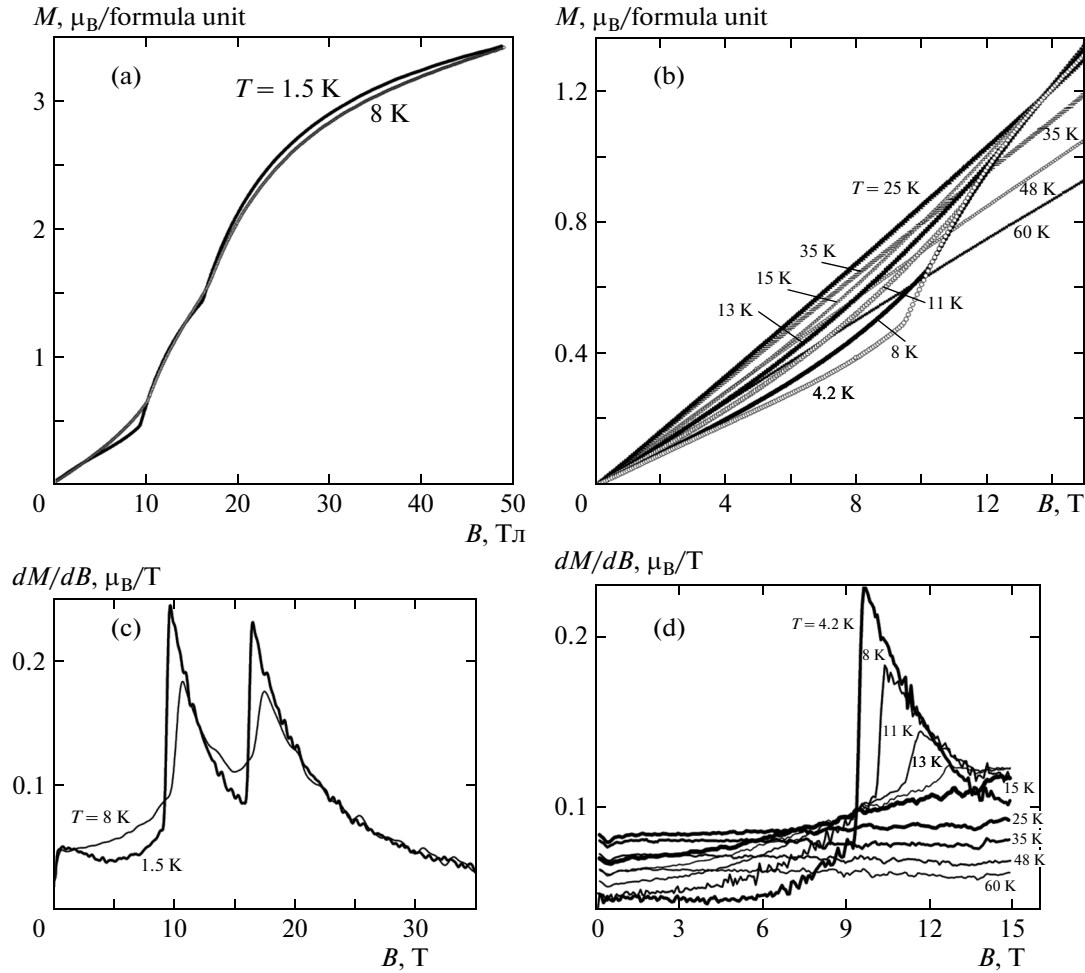 M, μB/formula unit
(a)
T = 1.5 K
8 K
3
2
1
0
10
20
30
40
50
B, Тл
M, μB/formula unit
(b)
1.2
0.8
0.4
0
4
8
12
B, T
T = 25 K
35 K
48 K
60 K
35 K
15 K
13 K
11 K
8 K
4.2 K
dM/dB, μB/T
(c)
0.2
0.1
0
10
20
30
B, T
T = 8 K
1.5 K
dM/dB, μB/T
(d)
0.2
0.1
0
3
6
9
12
15
B, T
T = 4.2 K
8 K
11 K
13 K
15 K
25 K
35 K
48 K
60 K